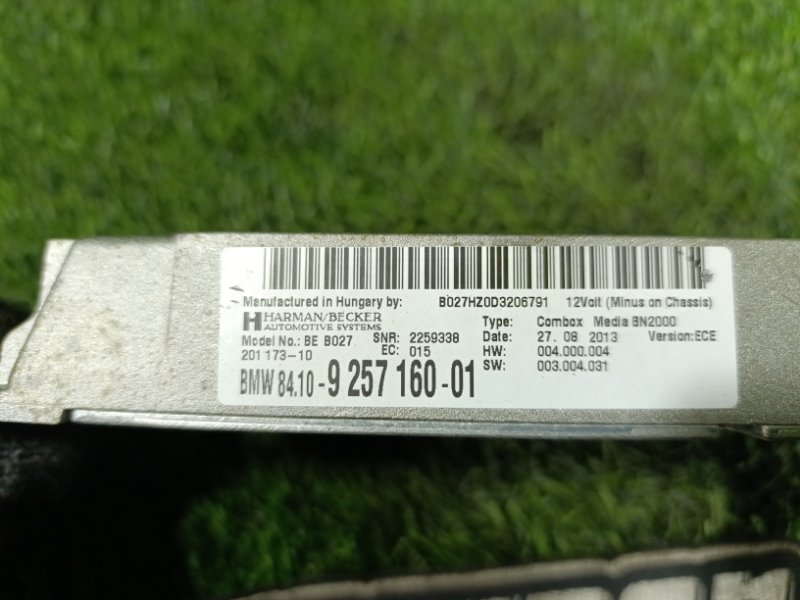 Manufactured in Hungary by: B027HZ0D3206791 12Volt (Minus on Chassis)
HARMAN/BECKER
AUTOMOTIVE SYSTEMS
Type: Combox Media BN2000
Model No.: BE B027 SNR: 2259338 Date: 27. 08 2013 Version:ECE
201 173-10 EC: 015 HW: 004.000.004
BMW 84.10-9 257 160-01 SW: 003.004.031